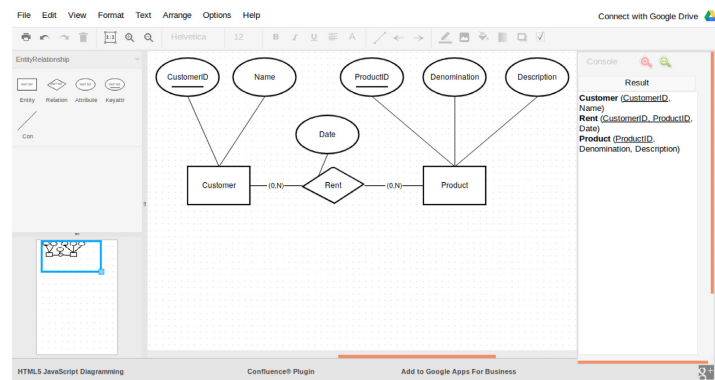 File Edit View Format Text Arrange Options Help
Connect with Google Drive
1:1 Helvetica 12 B I U A
EntityRelationship
Entity Relation Attribute Keyattr
Con
CustomerID Name ProductID Denomination Description
Date
Customer (0,N) Rent (0,N) Product
Console
Result
Customer (CustomerID,
Name)
Rent (CustomerID, ProductID,
Date)
Product (ProductID,
Denomination, Description)
HTML5 JavaScript Diagramming Confluence® Plugin Add to Google Apps For Business
g+